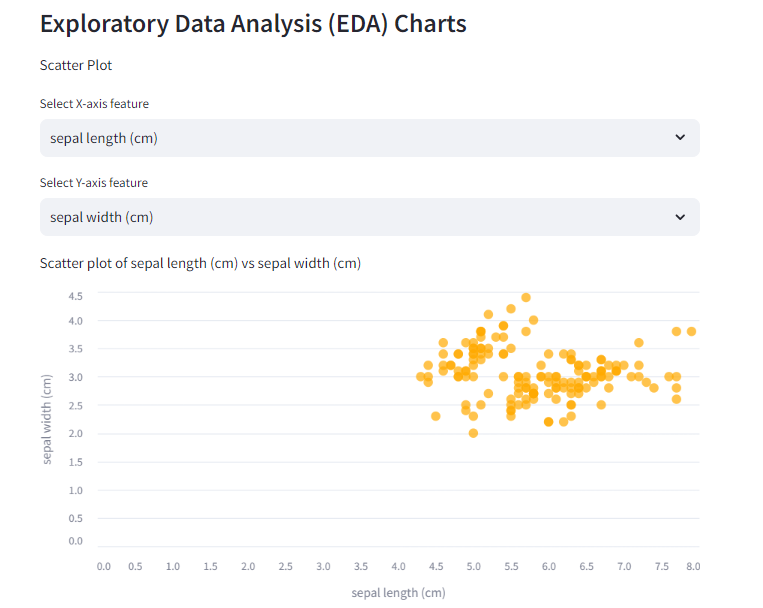 Exploratory Data Analysis (EDA) Charts
Scatter Plot
Select X-axis feature
sepal length (cm)
Select Y-axis feature
sepal width (cm)
Scatter plot of sepal length (cm) vs sepal width (cm)
4.5
4.0
3.5
3.0
2.5
2.0
1.5
1.0
0.5
0.0
sepal width (cm)
0.0 0.5 1.0 1.5 2.0 2.5 3.0 3.5 4.0 4.5 5.0 5.5 6.0 6.5 7.0 7.5 8.0
sepal length (cm)